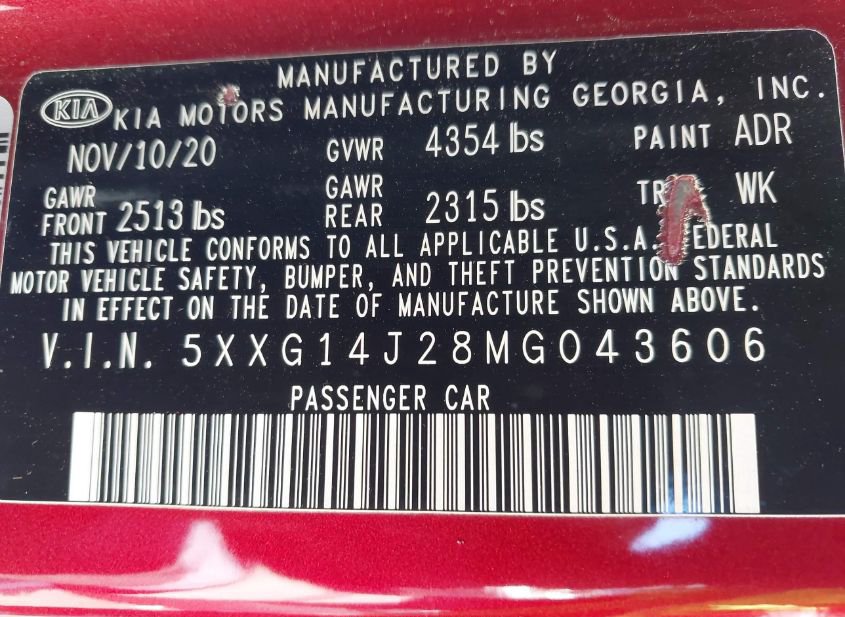 MANUFACTURED BY
KIA KIA MOTORS MANUFACTURING GEORGIA, INC.
NOV/10/20 GVWR 4354 lbs PAINT ADR
GAWR FRONT 2513 lbs GAWR REAR 2315 lbs WK
THIS VEHICLE CONFORMS TO ALL APPLICABLE U.S.A. FEDERAL
MOTOR VEHICLE SAFETY, BUMPER, AND THEFT PREVENTION STANDARDS
IN EFFECT ON THE DATE OF MANUFACTURE SHOWN ABOVE.
V.I.N. 5XXG14J28MG043606
PASSENGER CAR